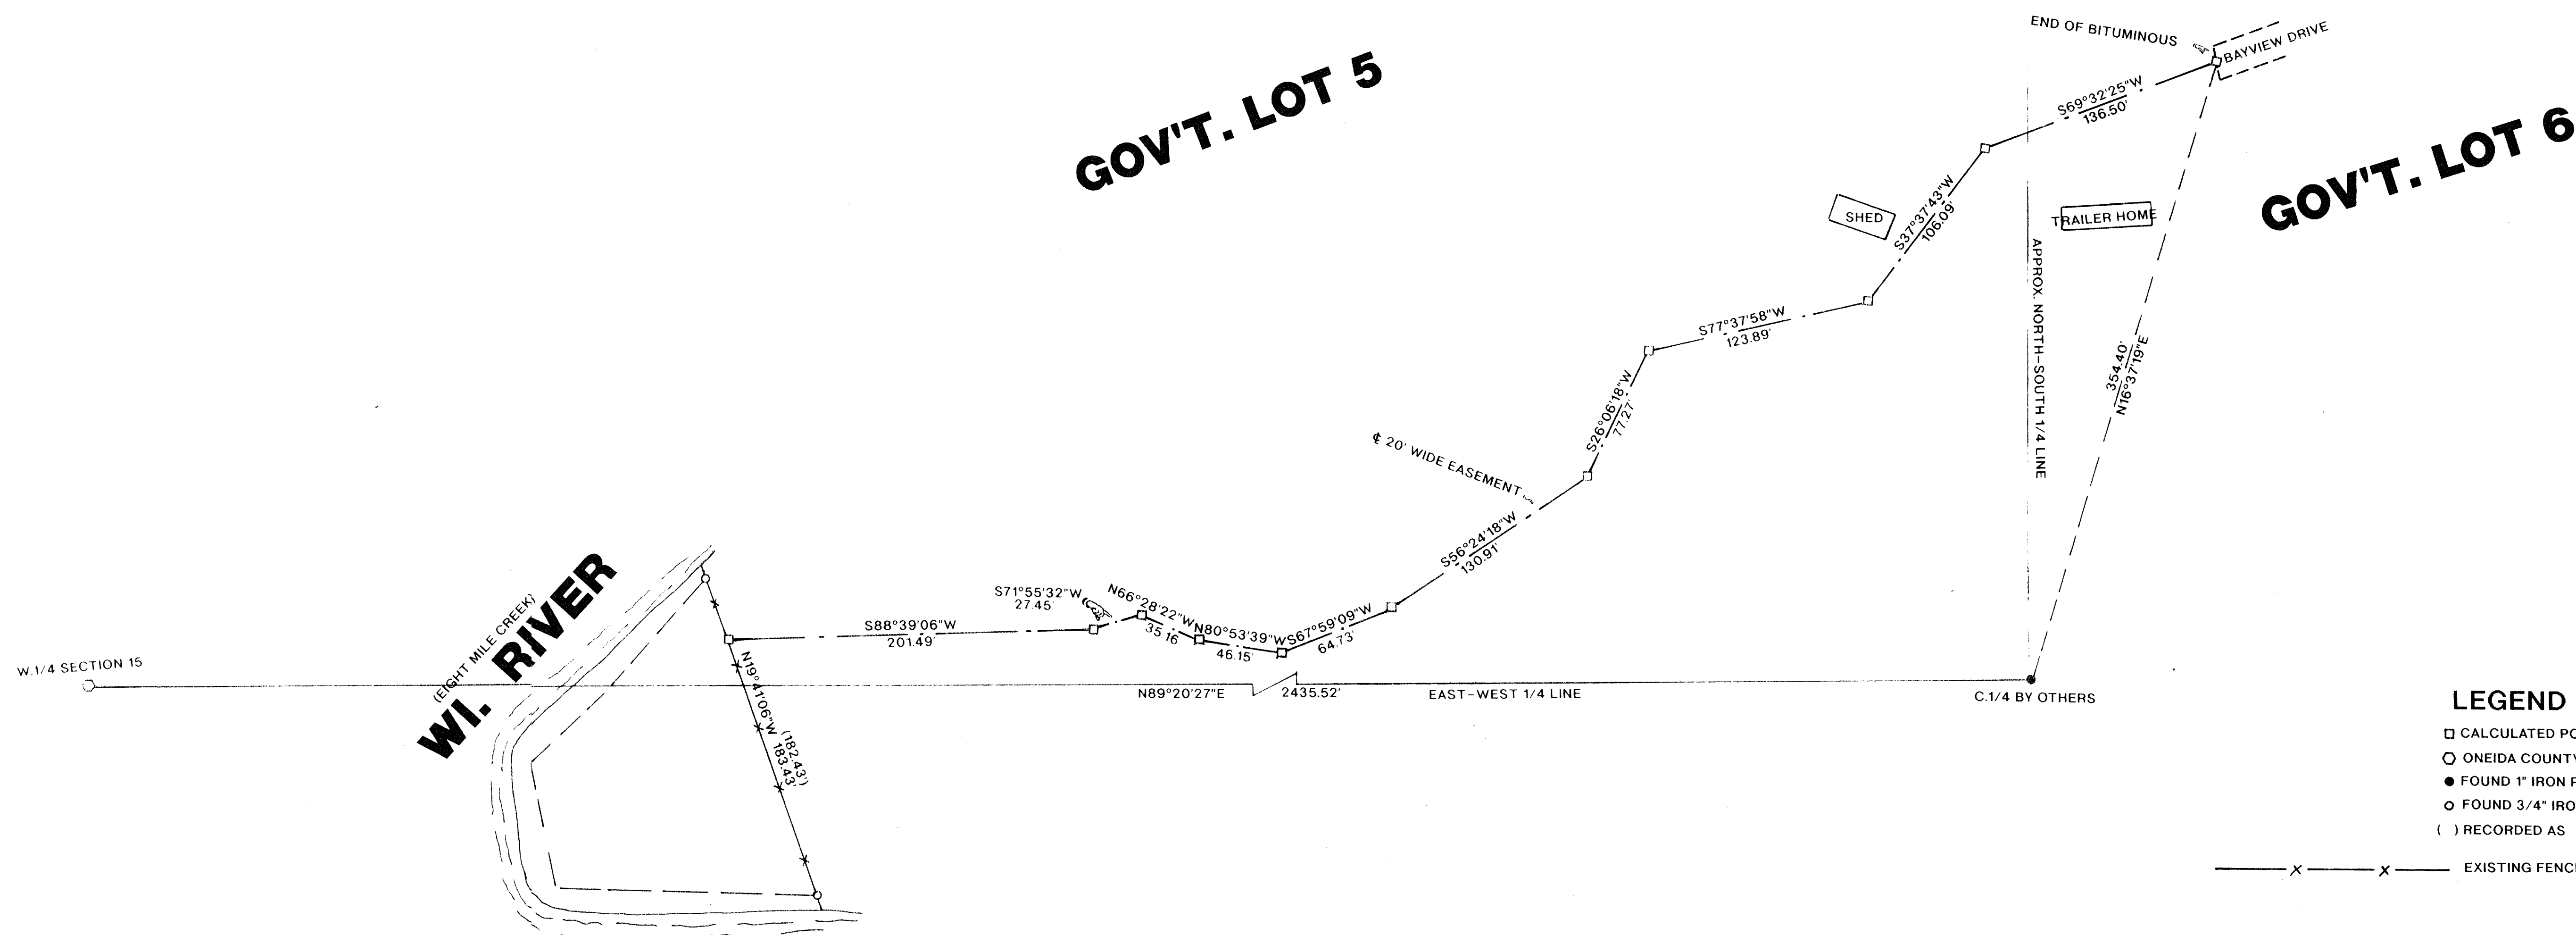 END OF BITUMINOUS
BAYVIEW DRIVE
GOV'T. LOT 5
S69°32'25"W
136.50'
GOV'T. LOT 6
SHED
S37°37'43"W
106.09'
TRAILER HOME
APPROX. NORTH-SOUTH 1/4 LINE
S77°37'58"W
123.89'
354.40'
N16°37'19"E
S26°06'18"W
77.27'
℄ 20' WIDE EASEMENT
S56°24'18"W
130.91'
S71°55'32"W
27.45'
N66°28'22"W
35.16
N80°53'39"W
46.15'
S67°59'09"W
64.73'
S88°39'06"W
201.49'
(EIGHT MILE CREEK)
WI. RIVER
W.1/4 SECTION 15
N19°41'06"W
(182.43')
183.43'
N89°20'27"E
2435.52'
EAST-WEST 1/4 LINE
C.1/4 BY OTHERS
LEGEND
CALCULATED PO
ONEIDA COUNTY
FOUND 1" IRON P
FOUND 3/4" IRO
( ) RECORDED AS
EXISTING FENC